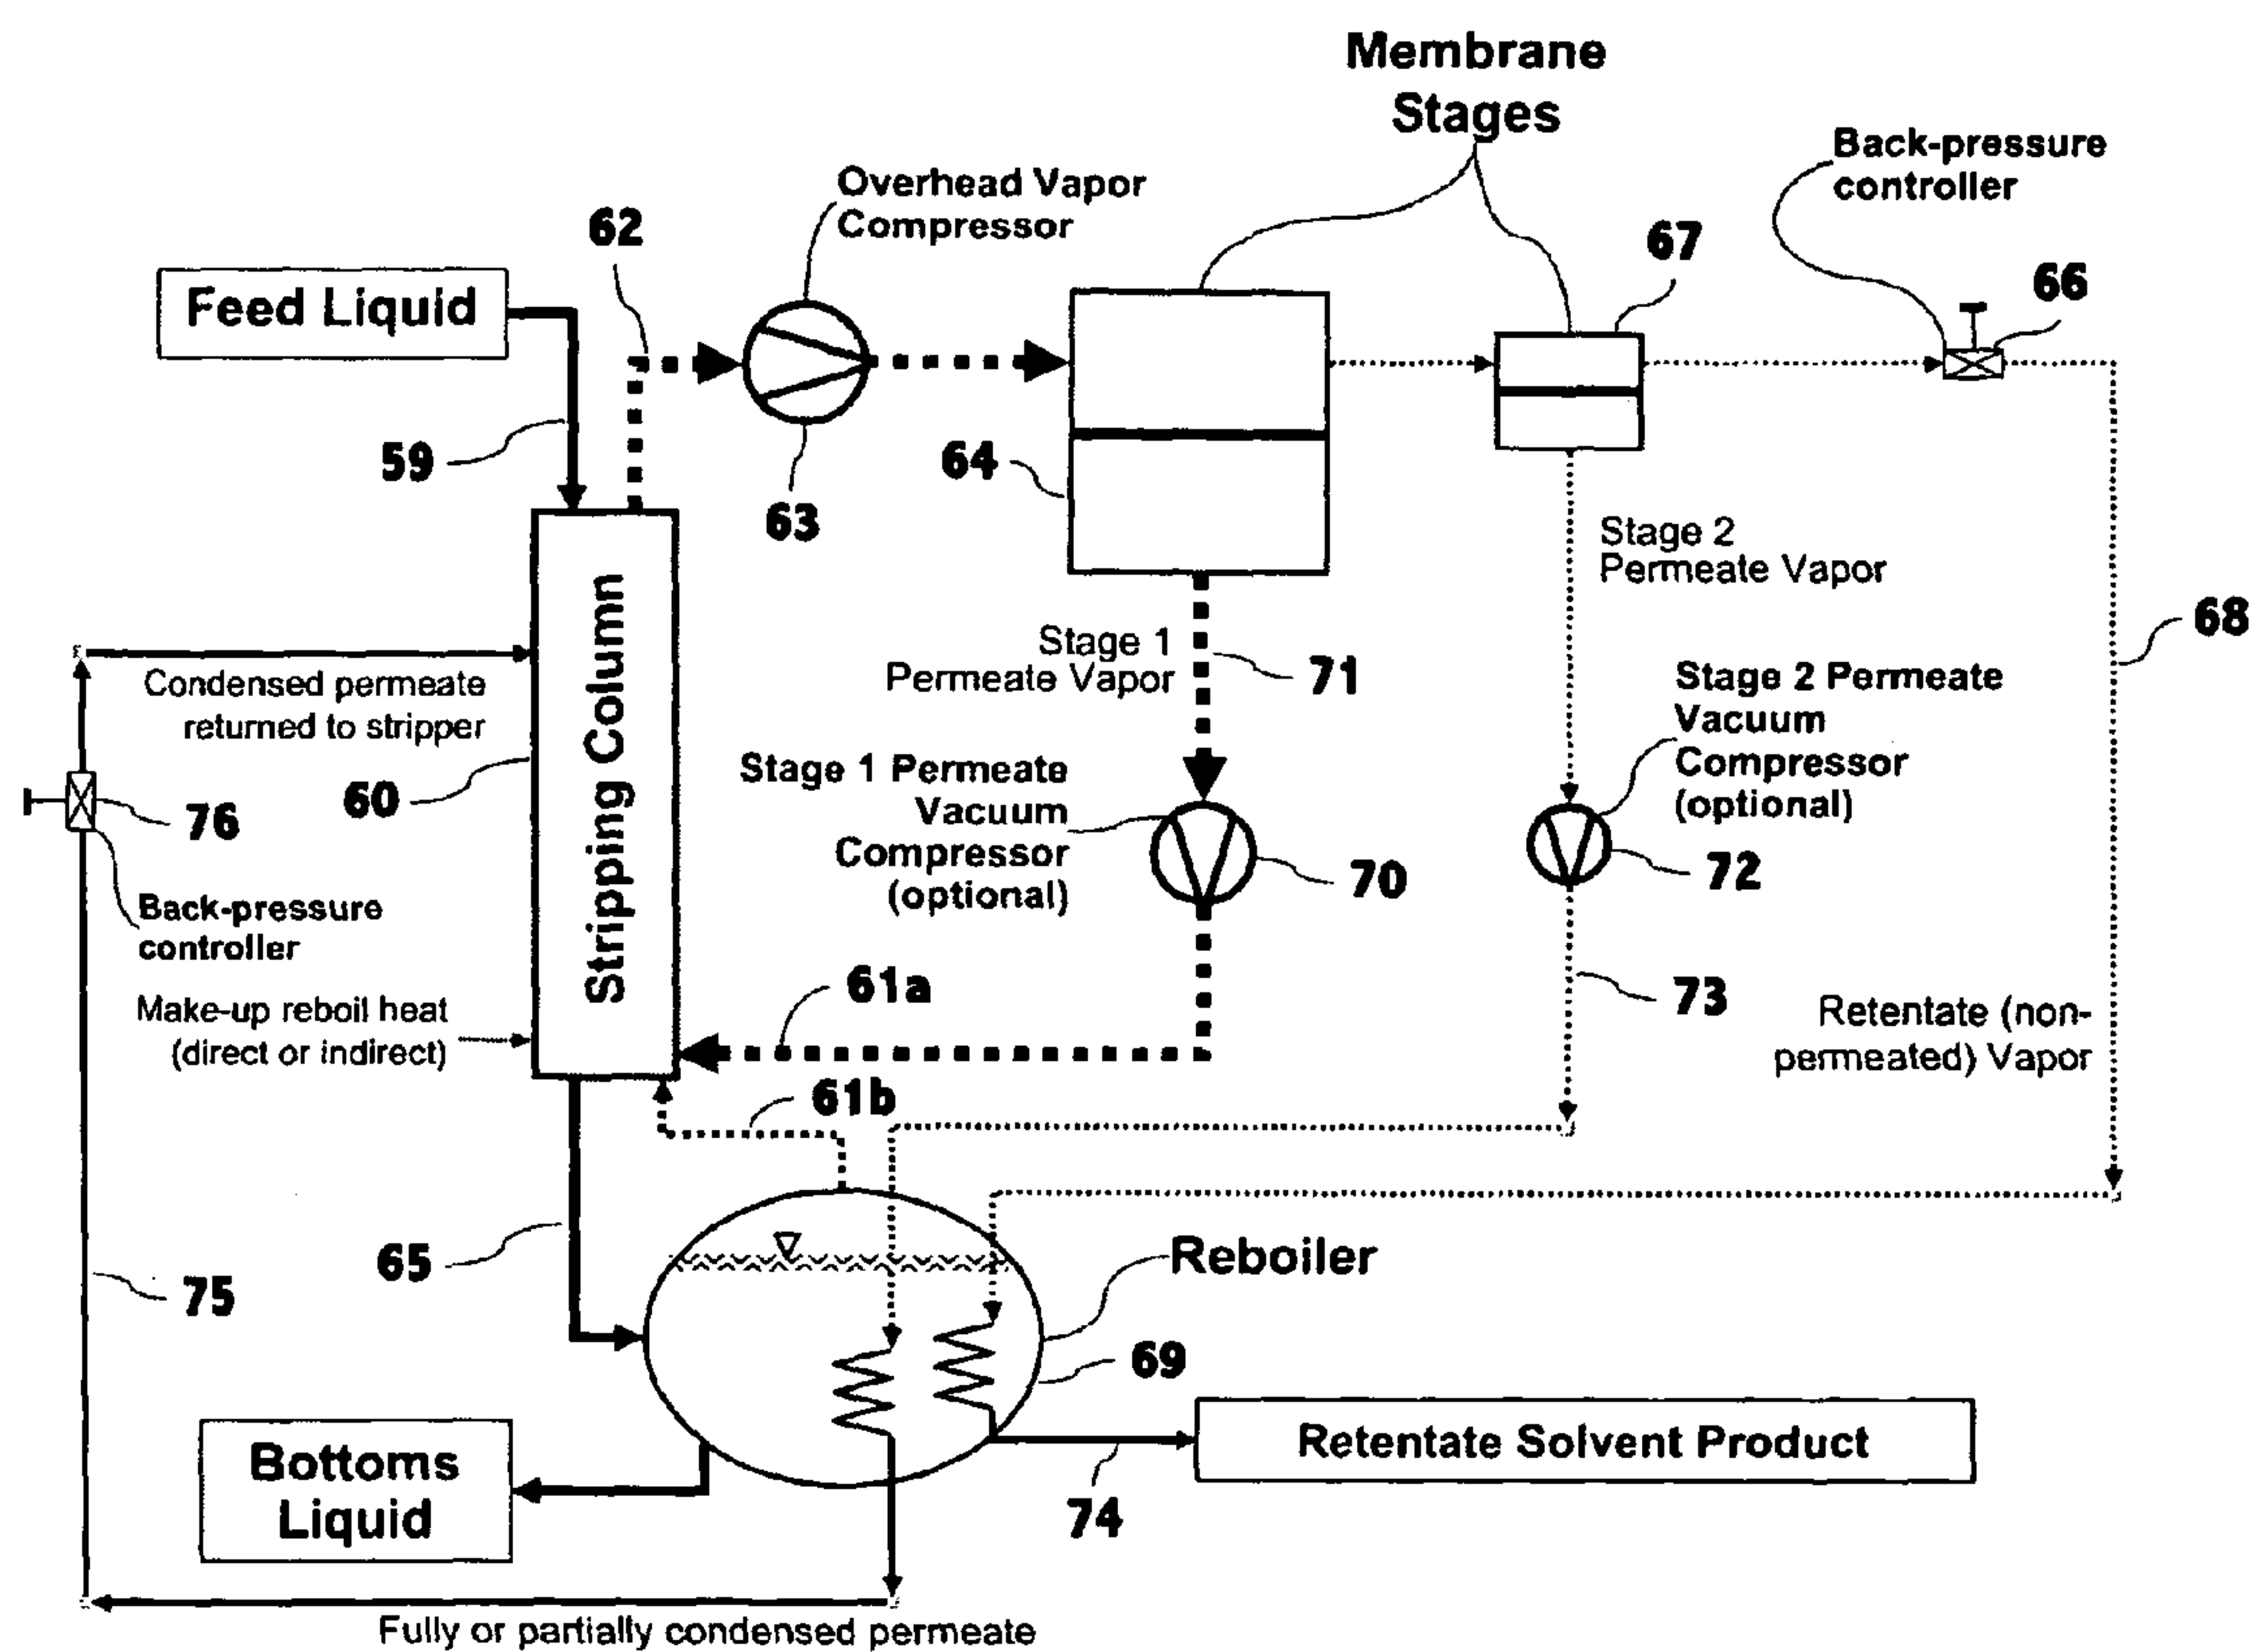 Membrane
Stages
Back-pressure
controller
Overhead Vapor
Compressor
62
67
66
Feed Liquid
59
64
63
Stage 2
Permeate Vapor
68
Stage 1
Permeate Vapor
71
Stage 2 Permeate
Vacuum
Compressor
(optional)
Condensed permeate
returned to stripper
60
Stripping Column
Stage 1 Permeate
Vacuum
Compressor
(optional)
76
70
72
Back-pressure
controller
61a
73
Make-up reboil heat
(direct or indirect)
Retentate (non-
permeated) Vapor
61b
65
75
Reboiler
69
Bottoms
Liquid
Retentate Solvent Product
74
Fully or partially condensed permeate